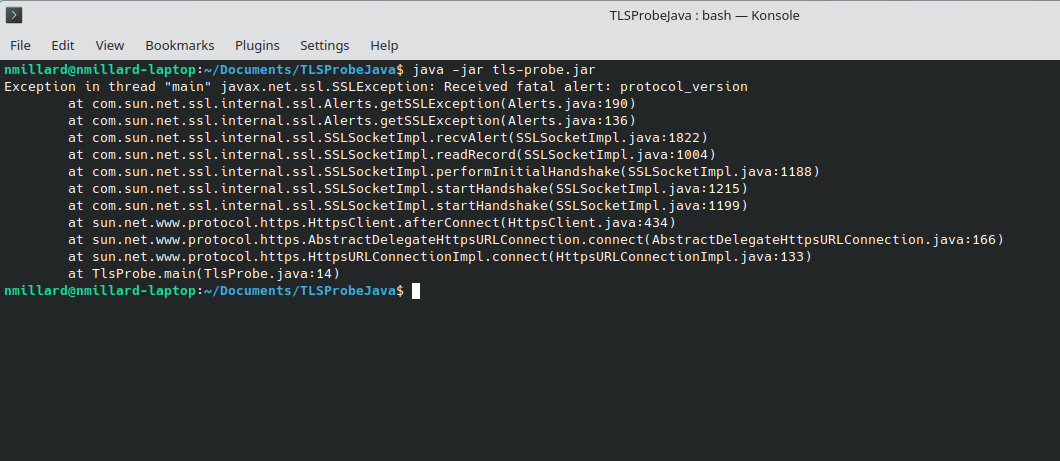 TLSProbeJava : bash — Konsole
File Edit View Bookmarks Plugins Settings Help
nmillard@nmillard-laptop:~/Documents/TLSProbeJava$ java -jar tls-probe.jar
Exception in thread "main" javax.net.ssl.SSLException: Received fatal alert: protocol_version
at com.sun.net.ssl.internal.ssl.Alerts.getSSLException(Alerts.java:190)
at com.sun.net.ssl.internal.ssl.Alerts.getSSLException(Alerts.java:136)
at com.sun.net.ssl.internal.ssl.SSLSocketImpl.recvAlert(SSLSocketImpl.java:1822)
at com.sun.net.ssl.internal.ssl.SSLSocketImpl.readRecord(SSLSocketImpl.java:1004)
at com.sun.net.ssl.internal.ssl.SSLSocketImpl.performInitialHandshake(SSLSocketImpl.java:1188)
at com.sun.net.ssl.internal.ssl.SSLSocketImpl.startHandshake(SSLSocketImpl.java:1215)
at com.sun.net.ssl.internal.ssl.SSLSocketImpl.startHandshake(SSLSocketImpl.java:1199)
at sun.net.www.protocol.https.HttpsClient.afterConnect(HttpsClient.java:434)
at sun.net.www.protocol.https.AbstractDelegateHttpsURLConnection.connect(AbstractDelegateHttpsURLConnection.java:166)
at sun.net.www.protocol.https.HttpsURLConnectionImpl.connect(HttpsURLConnectionImpl.java:133)
at TlsProbe.main(TlsProbe.java:14)
nmillard@nmillard-laptop:~/Documents/TLSProbeJava$